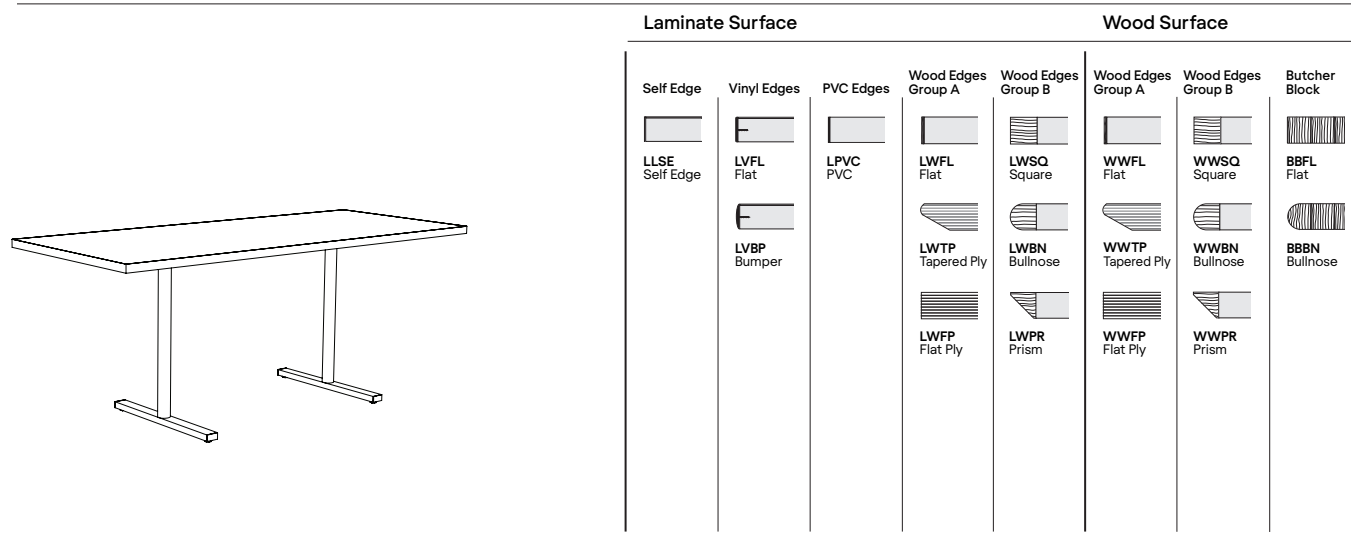 Laminate Surface
Wood Surface
Self Edge
Vinyl Edges
PVC Edges
Wood Edges
Group A
Wood Edges
Group B
Wood Edges
Group A
Wood Edges
Group B
Butcher
Block
LLSE
Self Edge
LVFL
Flat
LPVC
PVC
LWFL
Flat
LWSQ
Square
WWFL
Flat
WWSQ
Square
BBFL
Flat
LVBP
Bumper
LWTP
Tapered Ply
LWBN
Bullnose
WWTP
Tapered Ply
WWBN
Bullnose
BBBN
Bullnose
LWFP
Flat Ply
LWPR
Prism
WWFP
Flat Ply
WWPR
Prism